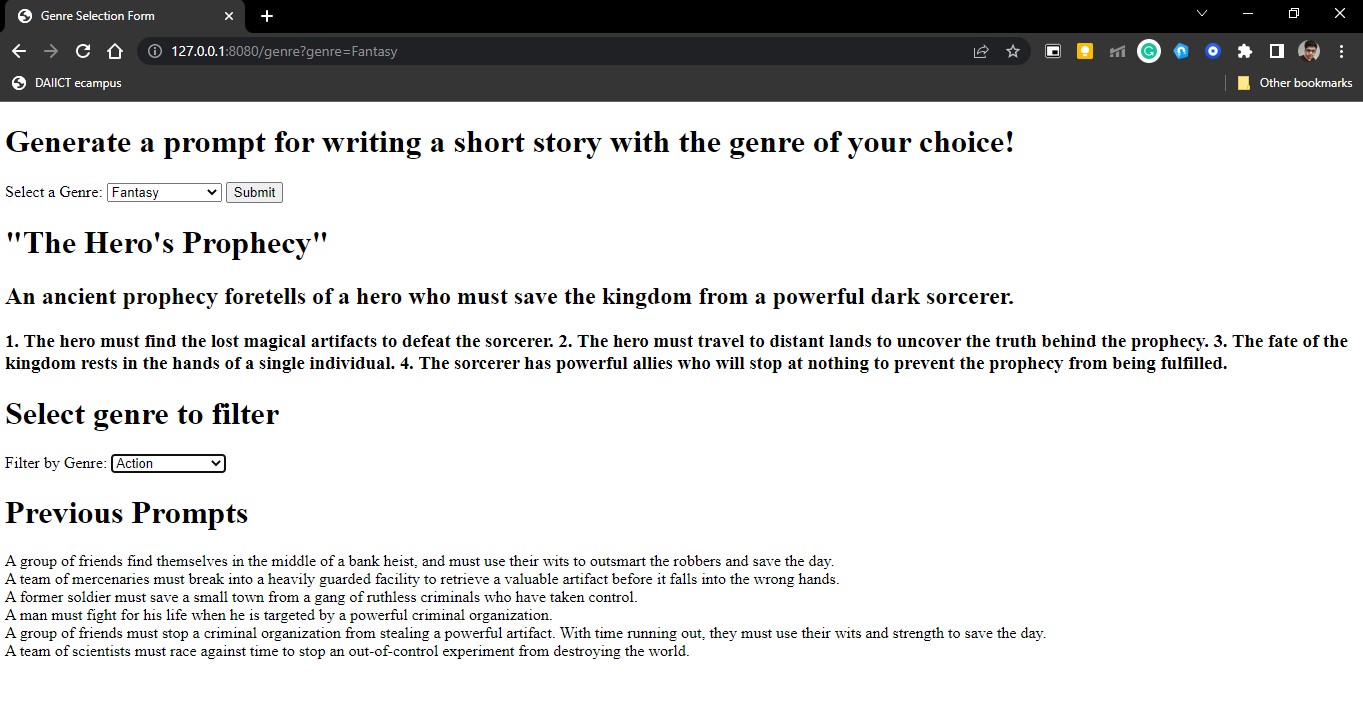 Genre Selection Form
127.0.0.1:8080/genre?genre=Fantasy
DAIICT ecampus
Other bookmarks
Generate a prompt for writing a short story with the genre of your choice!
Select a Genre: Fantasy Submit
"The Hero's Prophecy"
An ancient prophecy foretells of a hero who must save the kingdom from a powerful dark sorcerer.
1. The hero must find the lost magical artifacts to defeat the sorcerer. 2. The hero must travel to distant lands to uncover the truth behind the prophecy. 3. The fate of the
kingdom rests in the hands of a single individual. 4. The sorcerer has powerful allies who will stop at nothing to prevent the prophecy from being fulfilled.
Select genre to filter
Filter by Genre: Action
Previous Prompts
A group of friends find themselves in the middle of a bank heist, and must use their wits to outsmart the robbers and save the day.
A team of mercenaries must break into a heavily guarded facility to retrieve a valuable artifact before it falls into the wrong hands.
A former soldier must save a small town from a gang of ruthless criminals who have taken control.
A man must fight for his life when he is targeted by a powerful criminal organization.
A group of friends must stop a criminal organization from stealing a powerful artifact. With time running out, they must use their wits and strength to save the day.
A team of scientists must race against time to stop an out-of-control experiment from destroying the world.